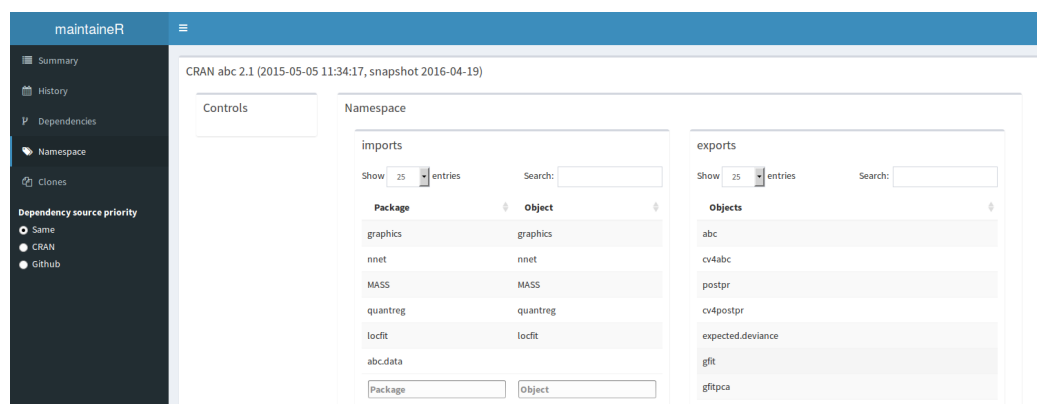 maintaineR
Summary
History
Dependencies
Namespace
Clones
Dependency source priority
Same
CRAN
Github
CRAN abc 2.1 (2015-05-05 11:34:17, snapshot 2016-04-19)
Controls
Namespace
imports
Show 25 entries Search:
Package Object
graphics graphics
nnet nnet
MASS MASS
quantreg quantreg
locfit locfit
abc.data
Package Object
exports
Show 25 entries Search:
Objects
abc
cv4abc
postpr
cv4postpr
expected.deviance
gfit
gfitpca